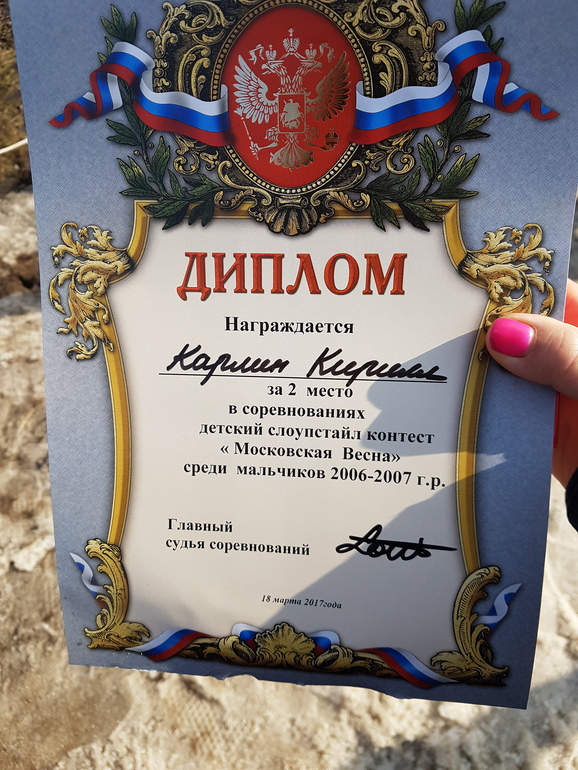 ДИПЛОМ
Награждается
Карлин Кирилл
за 2 место
в соревнованиях
детский слоупстайл контест
« Московская Весна»
среди мальчиков 2006-2007 г.р.
Главный
судья соревнований
18 марта 2017года